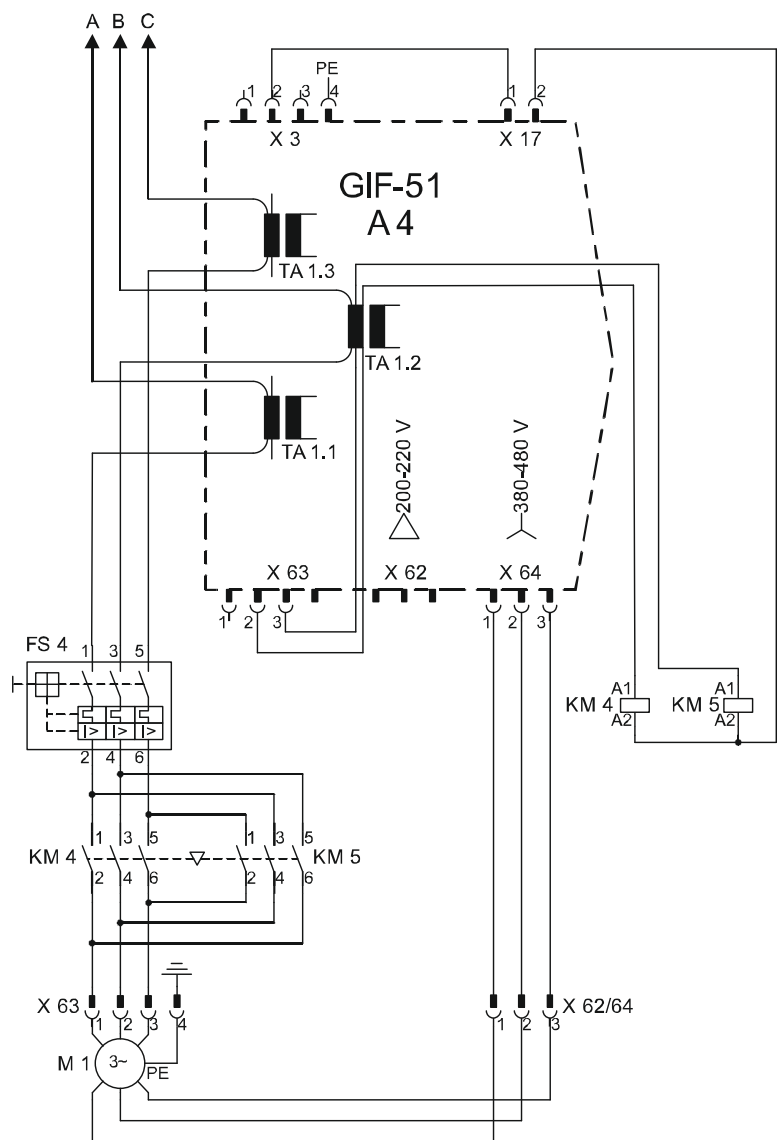 A B C
PE
1 2 3 4 1 2
X 3 X 17
GIF-51
A 4
TA 1.3
TA 1.2
TA 1.1
200-220 V
380-480 V
X 63 X 62 X 64
1 2 3 1 2 3
FS 4
1 3 5
I> I> I>
2 4 6
KM 4 A1 A2
KM 5 A1 A2
KM 4 1 3 5 1 3 5 KM 5
2 4 6 2 4 6
X 63 X 62/64
1 2 3 4 1 2 3
M 1 3~ PE